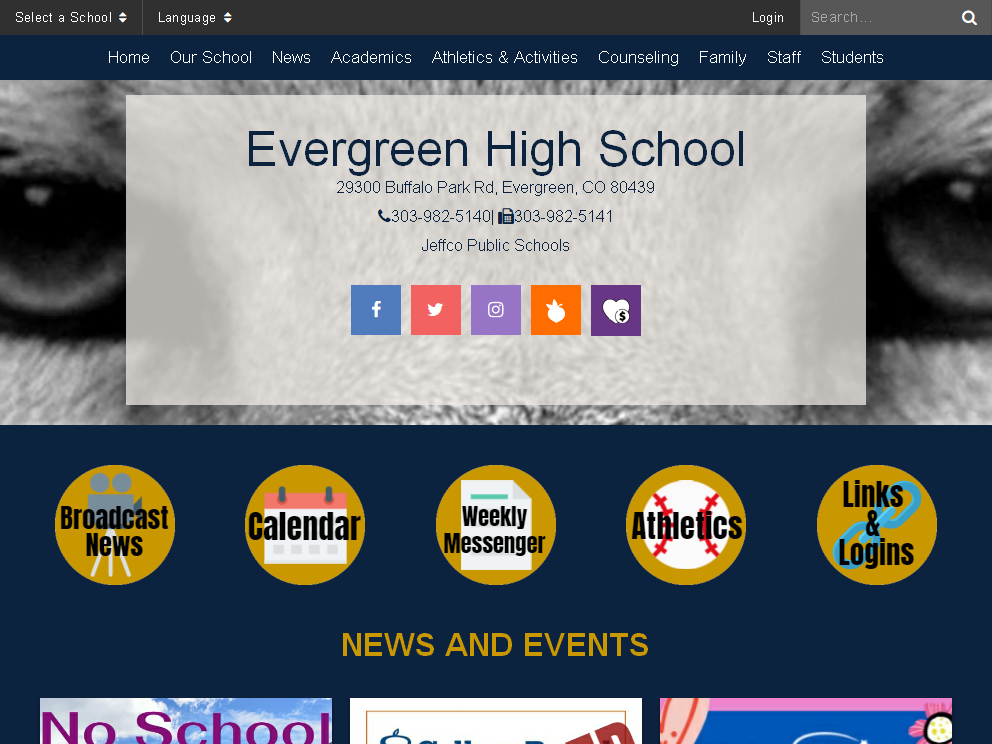 Select a School
Language
Login
Search...
Home
Our School
News
Academics
Athletics & Activities
Counseling
Family
Staff
Students
Evergreen High School
29300 Buffalo Park Rd, Evergreen, CO 80439
303-982-5140| 303-982-5141
Jeffco Public Schools
Broadcast
News
Calendar
Weekly
Messenger
Athletics
Links
&
Logins
NEWS AND EVENTS
No School